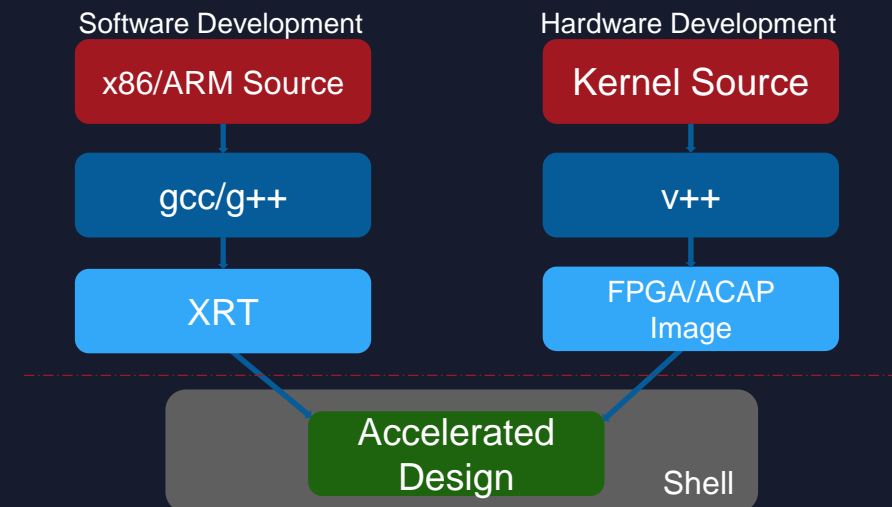 Software Development
Hardware Development
x86/ARM Source
Kernel Source
gcc/g++
v++
XRT
FPGA/ACAP
Image
Accelerated
Design
Shell